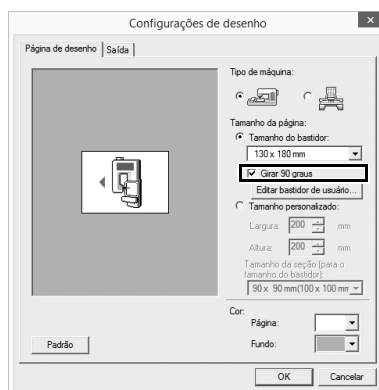 Configurações de desenho
x
Página de desenho
Saída
Tipo de máquina:
Tamanho da página:
Tamanho do bastidor:
130 x 180 mm
Girar 90 graus
Editar bastidor de usuário...
Tamanho personalizado:
Largura: 200 mm
Altura: 200 mm
Tamanho da seção (para o
tamanho do bastidor):
90 x 90 mm(100 x 100 mm
Cor:
Página:
Fundo:
Padrão
OK
Cancelar